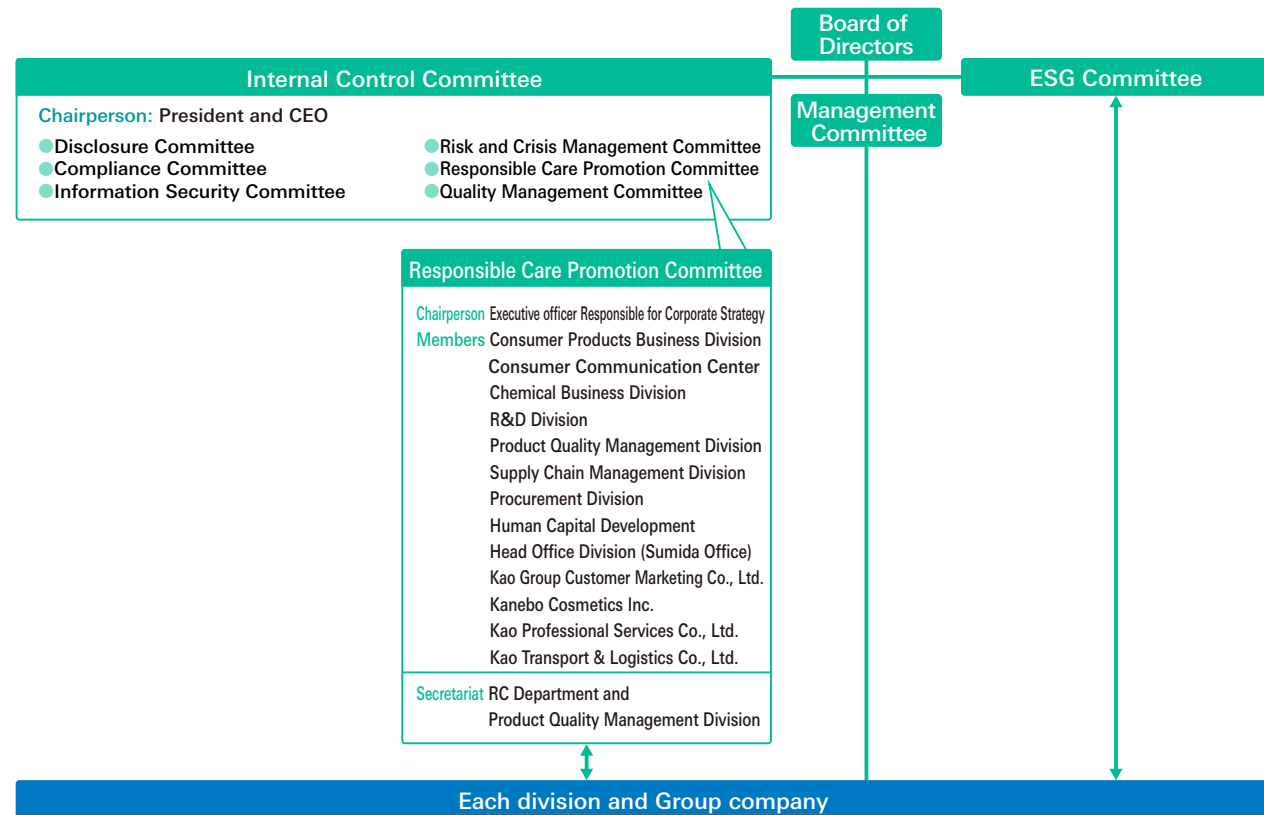 Board of
Directors
Internal Control Committee
ESG Committee
Management
Committee
Chairperson: President and CEO
Disclosure Committee
Compliance Committee
Information Security Committee
Risk and Crisis Management Committee
Responsible Care Promotion Committee
Quality Management Committee
Responsible Care Promotion Committee
Chairperson Executive officer Responsible for Corporate Strategy
Members Consumer Products Business Division
Consumer Communication Center
Chemical Business Division
R&D Division
Product Quality Management Division
Supply Chain Management Division
Procurement Division
Human Capital Development
Head Office Division (Sumida Office)
Kao Group Customer Marketing Co., Ltd.
Kanebo Cosmetics Inc.
Kao Professional Services Co., Ltd.
Kao Transport & Logistics Co., Ltd.
Secretariat RC Department and
Product Quality Management Division
Each division and Group company